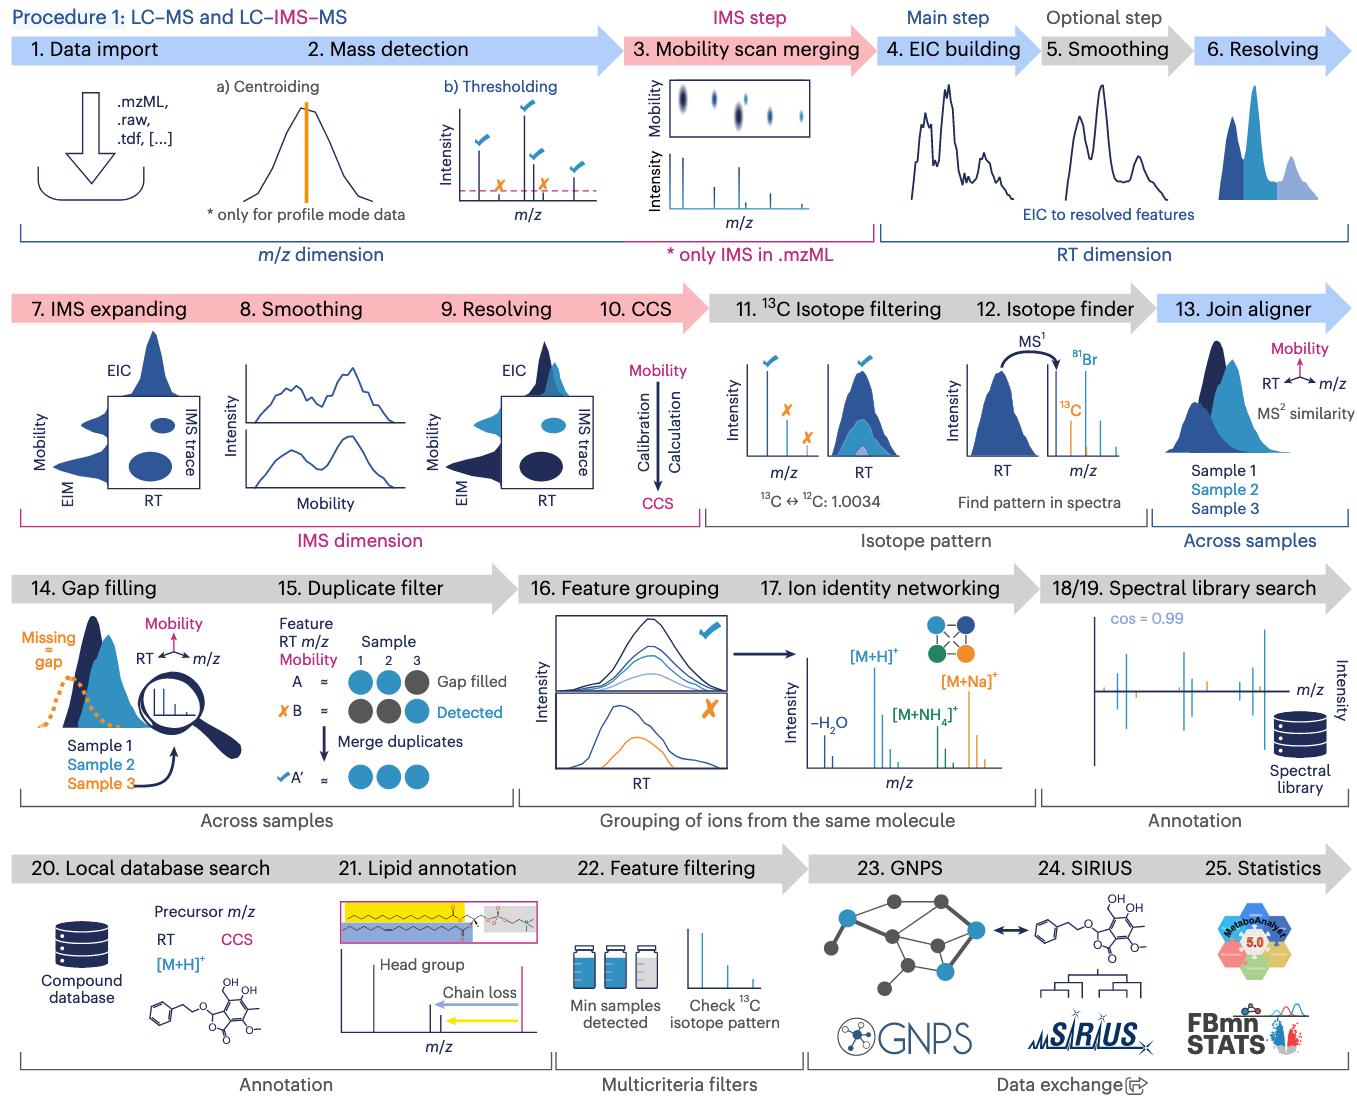 Procedure 1: LC–MS and LC–IMS–MS
IMS step
Main step
Optional step
1. Data import
2. Mass detection
3. Mobility scan merging
4. EIC building
5. Smoothing
6. Resolving
.mzML,
.raw,
.tdf, [...]
a) Centroiding
* only for profile mode data
b) Thresholding
Intensity
m/z
Mobility
Intensity
m/z
EIC to resolved features
m/z dimension
* only IMS in .mzML
RT dimension
7. IMS expanding
8. Smoothing
9. Resolving
10. CCS
11. ¹³C Isotope filtering
12. Isotope finder
13. Join aligner
EIC
Mobility
EIM
IMS trace
RT
Intensity
Mobility
EIC
Mobility
EIM
IMS trace
RT
Mobility
Calibration
Calculation
CCS
Intensity
m/z
RT
¹³C ↔ ¹²C: 1.0034
MS¹
⁸¹Br
¹³C
Intensity
RT
m/z
Find pattern in spectra
Mobility
RT
m/z
MS² similarity
Sample 1
Sample 2
Sample 3
IMS dimension
Isotope pattern
Across samples
14. Gap filling
15. Duplicate filter
16. Feature grouping
17. Ion identity networking
18/19. Spectral library search
Missing
=
gap
Mobility
RT
m/z
Sample 1
Sample 2
Sample 3
Feature
RT m/z
Mobility
Sample
1 2 3
A ≈
Gap filled
✗ B ≈
Detected
Merge duplicates
✓ A′ ≈
Intensity
RT
[M+H]⁺
[M+Na]⁺
[M+NH₄]⁺
–H₂O
Intensity
m/z
cos = 0.99
m/z
Intensity
Spectral
library
Across samples
Grouping of ions from the same molecule
Annotation
20. Local database search
21. Lipid annotation
22. Feature filtering
23. GNPS
24. SIRIUS
25. Statistics
Compound
database
Precursor m/z
RT
CCS
[M+H]⁺
OH
OH
O
O
O
O
Head group
Chain loss
m/z
Min samples
detected
Check ¹³C
isotope pattern
GNPS
OH
OH
O
O
O
O
SIRIUS
MetaboAnalyst
5.0
FBmn
STATS
Annotation
Multicriteria filters
Data exchange